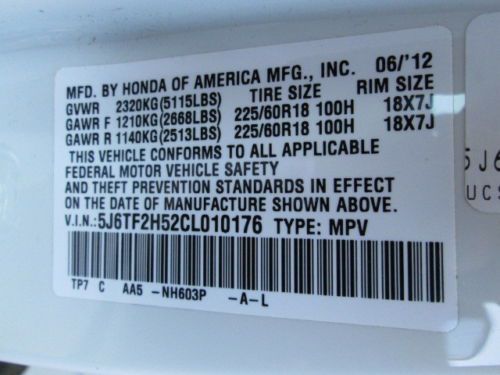 MFD. BY HONDA OF AMERICA MFG., INC. 06/'12
GVWR 2320KG(5115LBS) TIRE SIZE RIM SIZE
GAWR F 1210KG(2668LBS) 225/60R18 100H 18X7J
GAWR R 1140KG(2513LBS) 225/60R18 100H 18X7J
THIS VEHICLE CONFORMS TO ALL APPLICABLE
FEDERAL MOTOR VEHICLE SAFETY
AND THEFT PREVENTION STANDARDS IN EFFECT
ON THE DATE OF MANUFACTURE SHOWN ABOVE.
V.I.N.: 5J6TF2H52CL010176 TYPE: MPV
TP7 C AA5 -NH603P -A-L
5J6
UCS